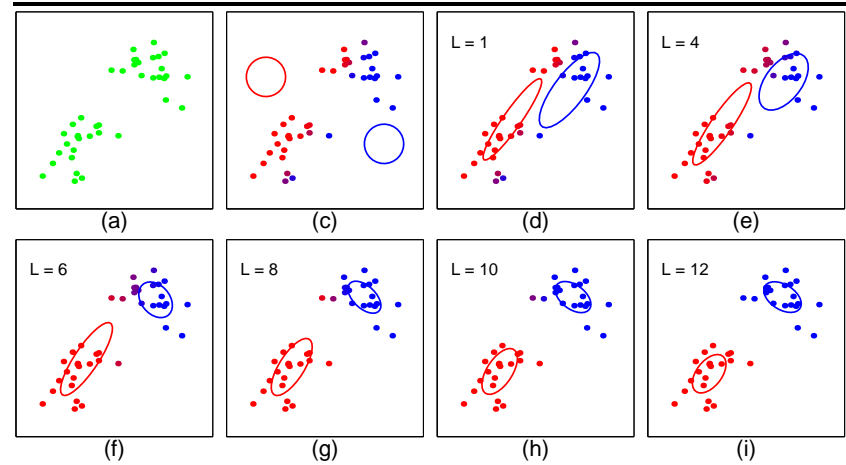 L = 1
L = 4
(a)
(c)
(d)
(e)
L = 6
L = 8
L = 10
L = 12
(f)
(g)
(h)
(i)